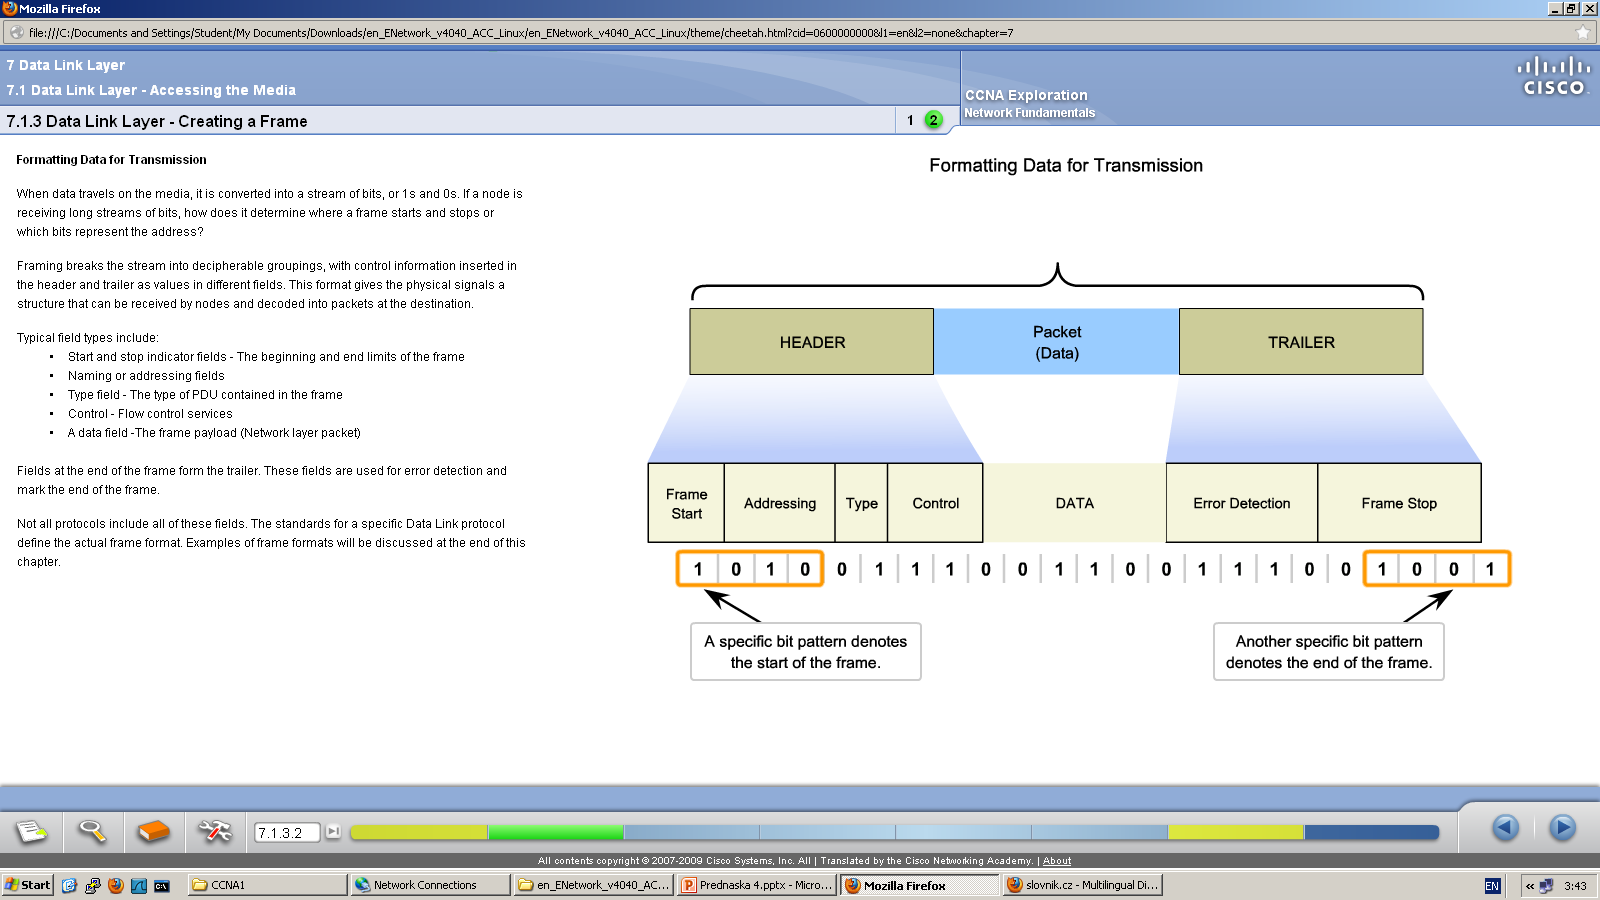 Mozilla Firefox
file:///C:/Documents and Settings/Student/My Documents/Downloads/en_ENetwork_v4040_ACC_Linux/en_ENetwork_v4040_ACC_Linux/theme/cheetah.html?cid=0600000000&l1=en&l2=none&chapter=7
7 Data Link Layer
7.1 Data Link Layer - Accessing the Media
CCNA Exploration
Network Fundamentals
CISCO
7.1.3 Data Link Layer - Creating a Frame
1 2
Formatting Data for Transmission
When data travels on the media, it is converted into a stream of bits, or 1s and 0s. If a node is
receiving long streams of bits, how does it determine where a frame starts and stops or
which bits represent the address?
Framing breaks the stream into decipherable groupings, with control information inserted in
the header and trailer as values in different fields. This format gives the physical signals a
structure that can be received by nodes and decoded into packets at the destination.
Typical field types include:
• Start and stop indicator fields - The beginning and end limits of the frame
• Naming or addressing fields
• Type field - The type of PDU contained in the frame
• Control - Flow control services
• A data field -The frame payload (Network layer packet)
Fields at the end of the frame form the trailer. These fields are used for error detection and
mark the end of the frame.
Not all protocols include all of these fields. The standards for a specific Data Link protocol
define the actual frame format. Examples of frame formats will be discussed at the end of this
chapter.
Formatting Data for Transmission
HEADER
Packet
(Data)
TRAILER
Frame
Start
Addressing
Type
Control
DATA
Error Detection
Frame Stop
1 0 1 0 0 1 1 1 0 0 1 1 0 0 1 1 1 0 0 1 0 0 1
A specific bit pattern denotes
the start of the frame.
Another specific bit pattern
denotes the end of the frame.
7.1.3.2
All contents copyright © 2007-2009 Cisco Systems, Inc. All | Translated by the Cisco Networking Academy. | About
Start
CCNA1
Network Connections
en_ENetwork_v4040_AC...
Prednaska 4.pptx - Micro...
Mozilla Firefox
slovnik.cz - Multilingual Di...
EN
«
3:43